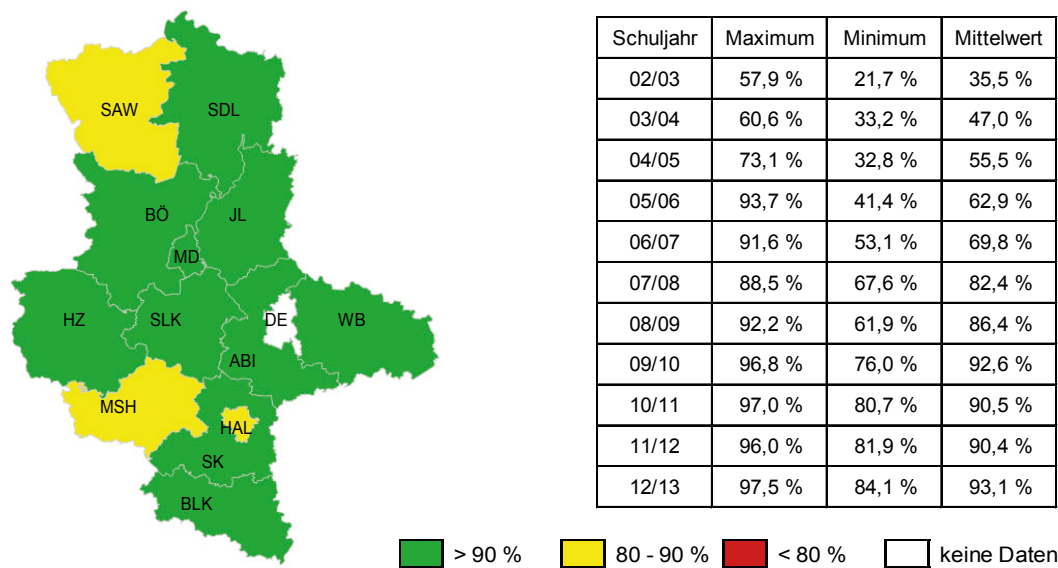 SAW
SDL
BÖ
JL
MD
HZ
SLK
DE
WB
ABI
MSH
HAL
SK
BLK
Schuljahr Maximum Minimum Mittelwert
02/03 57,9 % 21,7 % 35,5 %
03/04 60,6 % 33,2 % 47,0 %
04/05 73,1 % 32,8 % 55,5 %
05/06 93,7 % 41,4 % 62,9 %
06/07 91,6 % 53,1 % 69,8 %
07/08 88,5 % 67,6 % 82,4 %
08/09 92,2 % 61,9 % 86,4 %
09/10 96,8 % 76,0 % 92,6 %
10/11 97,0 % 80,7 % 90,5 %
11/12 96,0 % 81,9 % 90,4 %
12/13 97,5 % 84,1 % 93,1 %
> 90 % 80 - 90 % < 80 % keine Daten